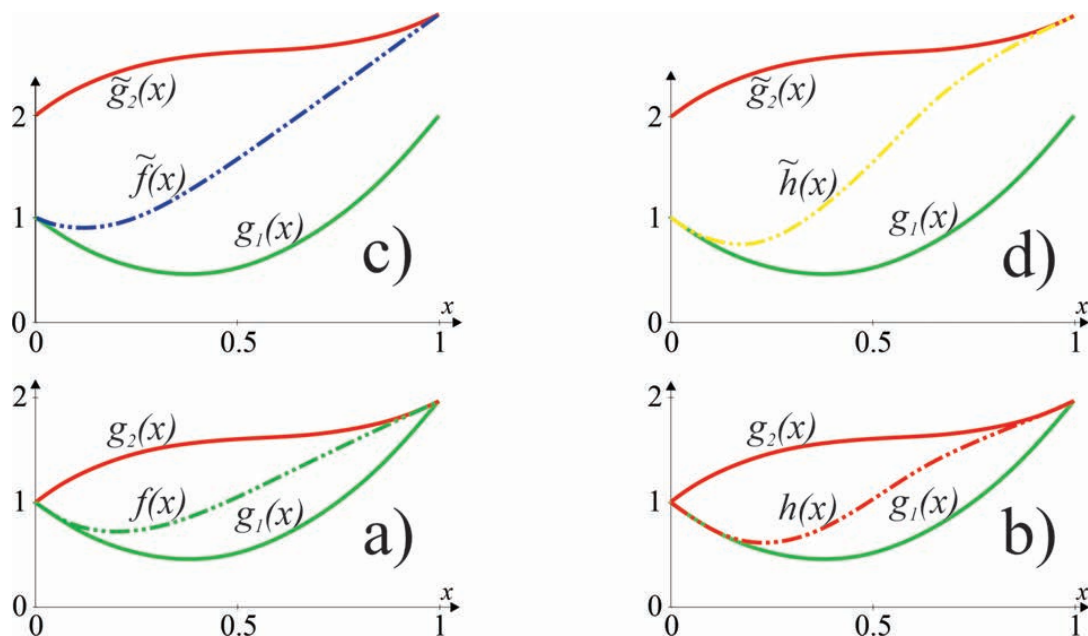 g̃₂(x)
2
f̃(x)
1
g₁(x)
c)
x
0
0 0.5 1
g̃₂(x)
2
h̃(x)
1
g₁(x)
d)
x
0
0 0.5 1
2
g₂(x)
1
f(x)
g₁(x)
a)
x
0
0 0.5 1
2
g₂(x)
1
h(x)
g₁(x)
b)
x
0
0 0.5 1